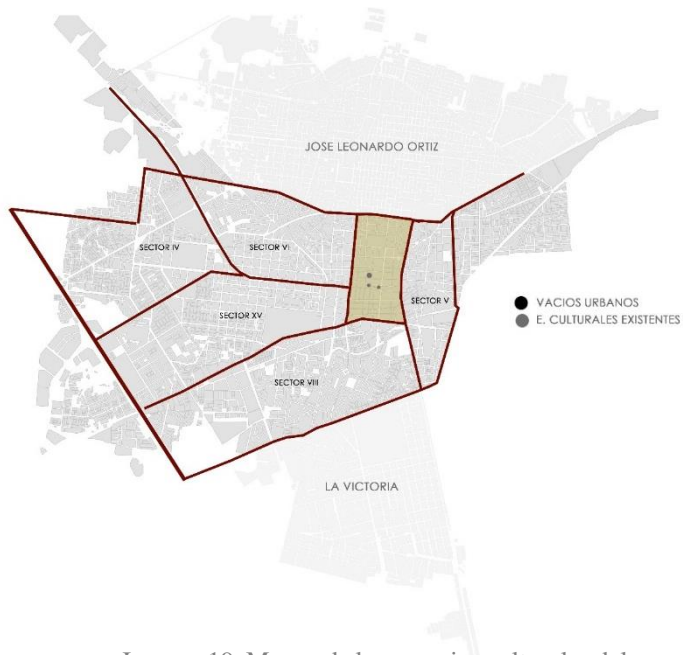 JOSE LEONARDO ORTIZ
SECTOR IV
SECTOR VI
SECTOR V
VACIOS URBANOS
SECTOR XV
E. CULTURALES EXISTENTES
SECTOR VIII
LA VICTORIA